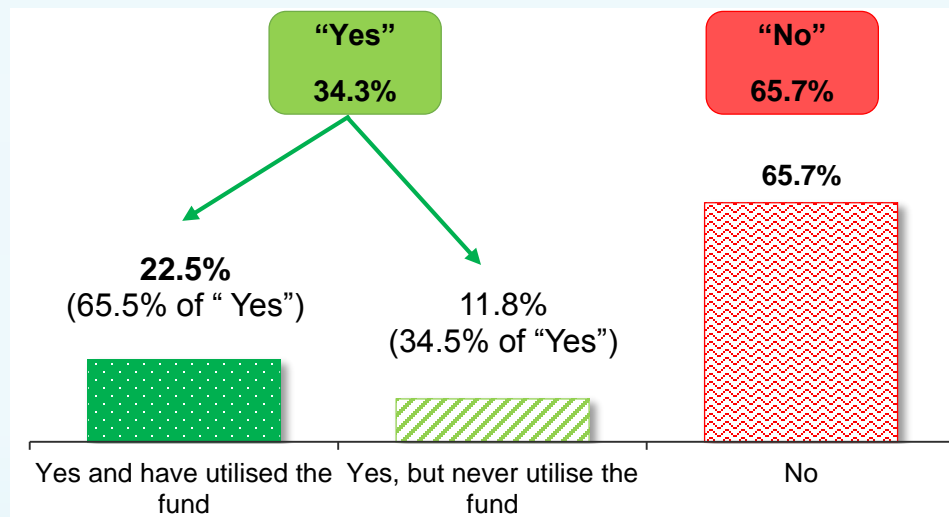 “Yes”
34.3%
“No”
65.7%
65.7%
22.5%
(65.5% of “ Yes”)
11.8%
(34.5% of “Yes”)
Yes and have utilised the
fund
Yes, but never utilise the
fund
No